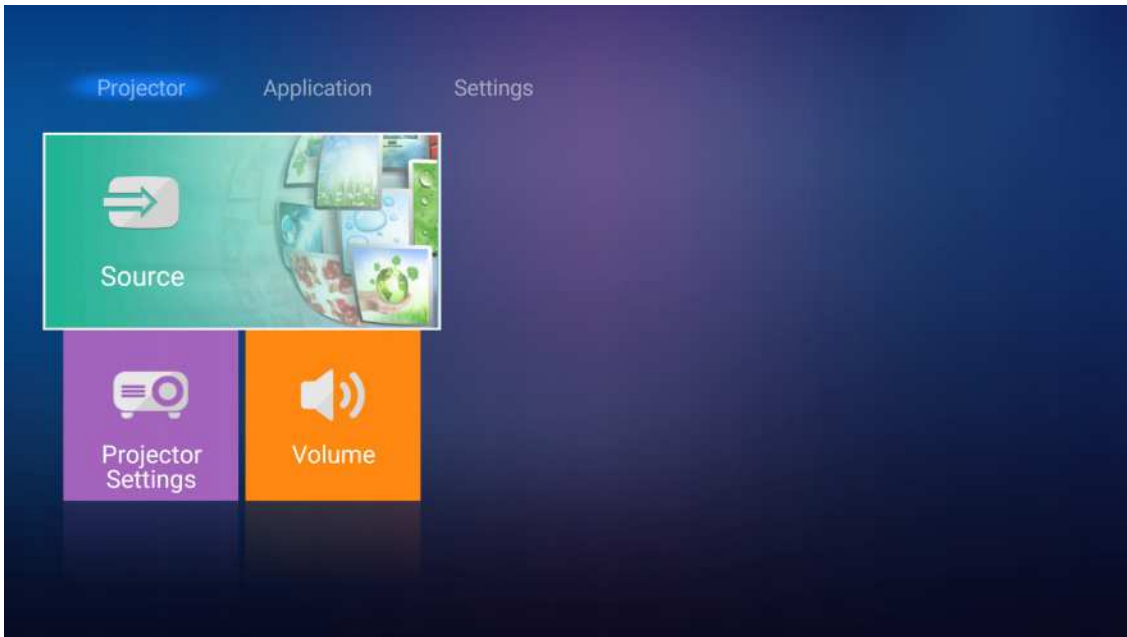 Projector
Application
Settings
Source
Projector
Settings
Volume